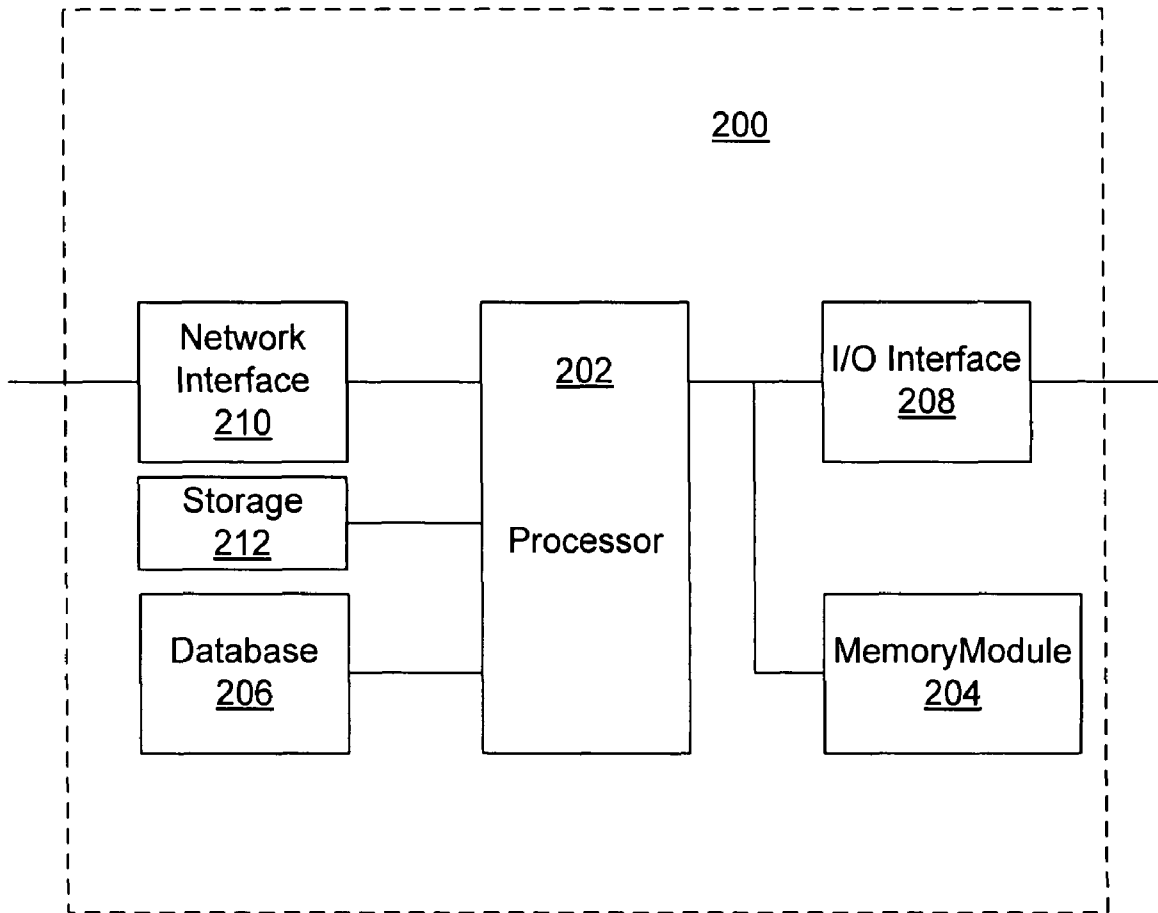 200
Network
Interface
210
202
Processor
I/O Interface
208
Storage
212
Database
206
MemoryModule
204